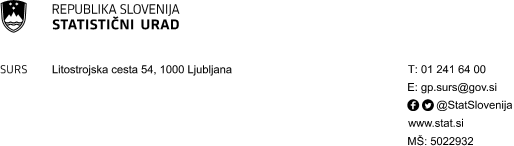 REPUBLIKA SLOVENIJA
STATISTIČNI URAD
SURS Litostrojska cesta 54, 1000 Ljubljana T: 01 241 64 00
E: gp.surs@gov.si
@StatSlovenija
www.stat.si
MŠ: 5022932